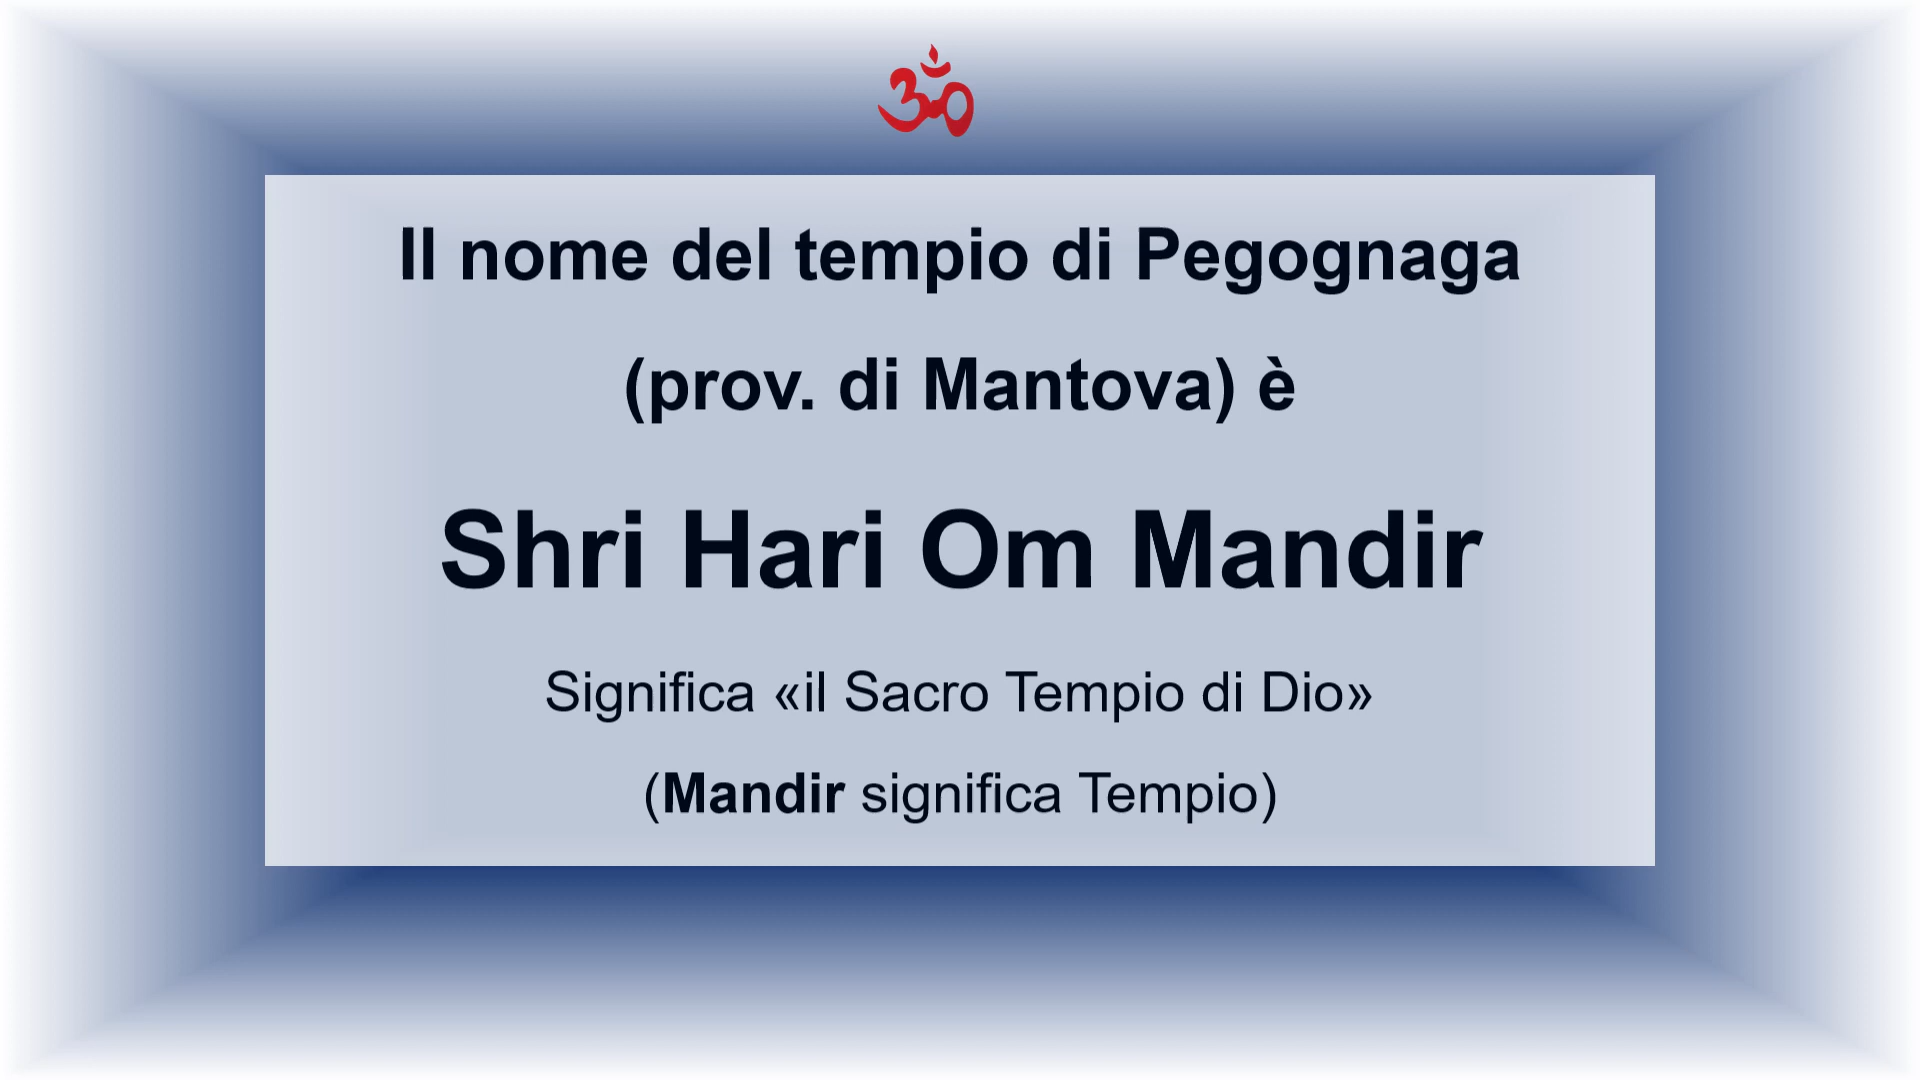 ॐ
Il nome del tempio di Pegognaga
(prov. di Mantova) è
Shri Hari Om Mandir
Significa «il Sacro Tempio di Dio»
(Mandir significa Tempio)